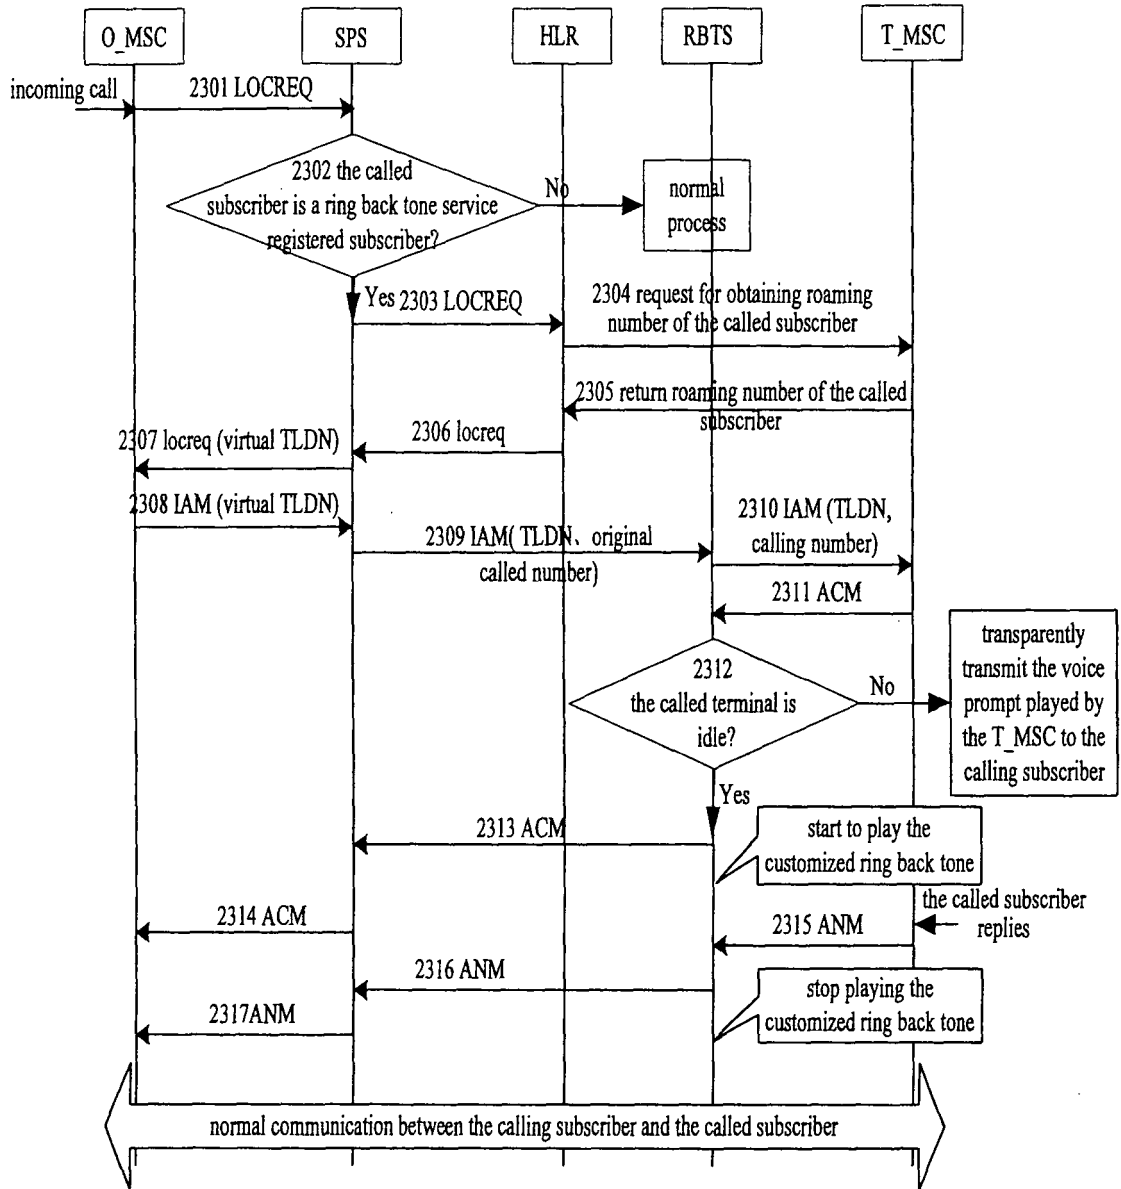 O_MSC
SPS
HLR
RBTS
T_MSC
incoming call
2301 LOCREQ
2302 the called
subscriber is a ring back tone service
registered subscriber?
No
normal
process
Yes
2303 LOCREQ
2304 request for obtaining roaming
number of the called subscriber
2305 return roaming number of the called
subscriber
2306 locreq
2307 locreq (virtual TLDN)
2308 IAM (virtual TLDN)
2309 IAM( TLDN、original
called number)
2310 IAM (TLDN,
calling number)
2311 ACM
2312
the called terminal is
idle?
No
transparently
transmit the voice
prompt played by
the T_MSC to the
calling subscriber
Yes
2313 ACM
start to play the
customized ring back tone
the called subscriber
replies
2314 ACM
2315 ANM
2316 ANM
stop playing the
customized ring back tone
2317ANM
normal communication between the calling subscriber and the called subscriber